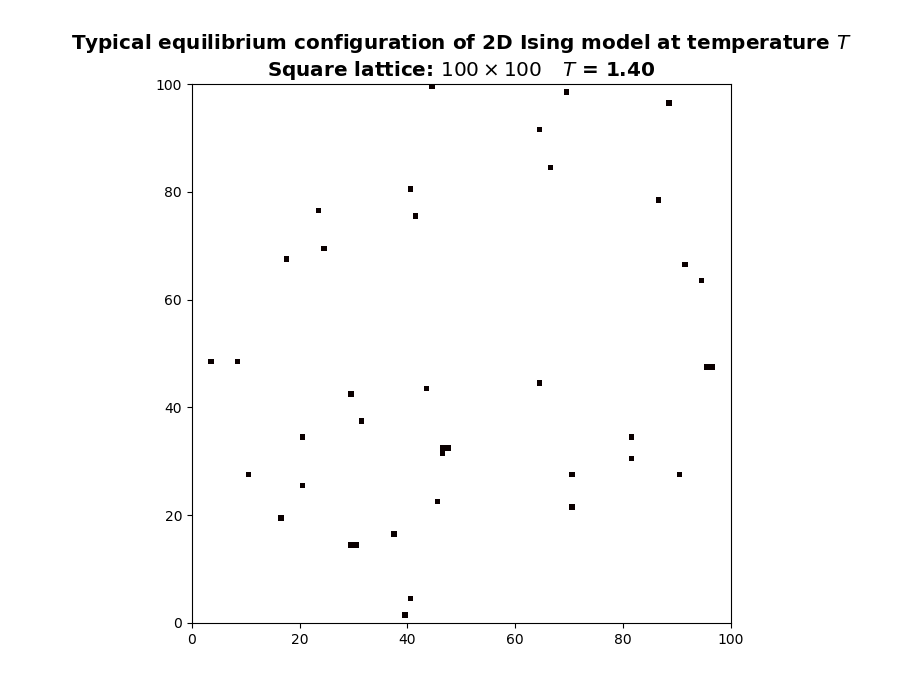 Typical equilibrium configuration of 2D Ising model at temperature T
Square lattice: 100 × 100 T = 1.40
100
80
60
40
20
0
0 20 40 60 80 100